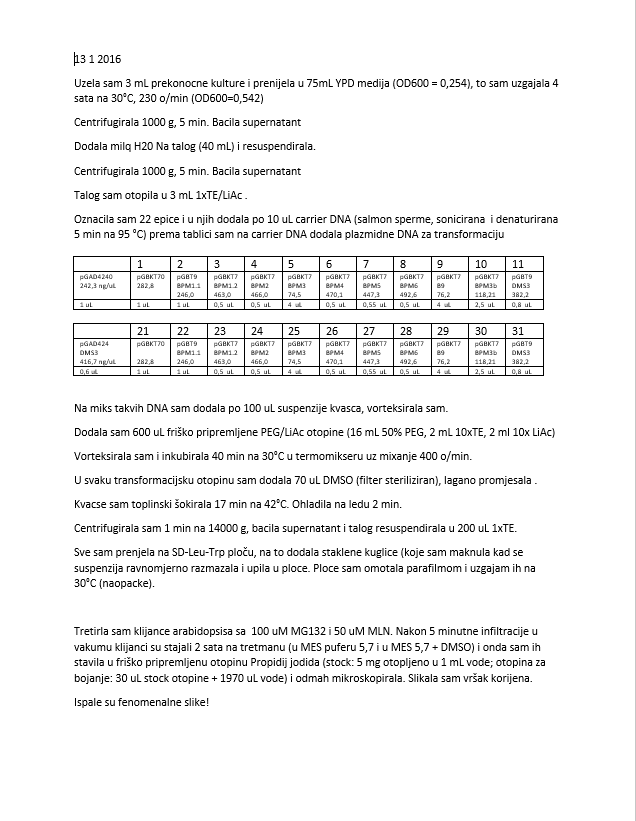 13 1 2016
Uzela sam 3 mL prekonocne kulture i prenijela u 75mL YPD medija (OD600 = 0,254), to sam uzgajala 4
sata na 30°C, 230 o/min (OD600=0,542)
Centrifugirala 1000 g, 5 min. Bacila supernatant
Dodala milq H20 Na talog (40 mL) i resuspendirala.
Centrifugirala 1000 g, 5 min. Bacila supernatant
Talog sam otopila u 3 mL 1xTE/LiAc .
Oznacila sam 22 epice i u njih dodala po 10 uL carrier DNA (salmon sperme, sonicirana i denaturirana
5 min na 95 °C) prema tablici sam na carrier DNA dodala plazmidne DNA za transformaciju
1 2 3 4 5 6 7 8 9 10 11
pGAD4240 pGBKT70 pGBT9 pGBKT7 pGBKT7 pGBKT7 pGBKT7 pGBKT7 pGBKT7 pGBKT7 pGBKT7 pGBT9
242,3 ng/uL 282,8 BPM1.1 BPM1.2 BPM2 BPM3 BPM4 BPM5 BPM6 B9 BPM3b DMS3
246,0 463,0 466,0 74,5 470,1 447,3 492,6 76,2 118,21 382,2
1 uL 1 uL 1 uL 0,5 uL 0,5 uL 4 uL 0,5 uL 0,55 uL 0,5 uL 4 uL 2,5 uL 0,8 uL
21 22 23 24 25 26 27 28 29 30 31
pGAD424 pGBKT70 pGBT9 pGBKT7 pGBKT7 pGBKT7 pGBKT7 pGBKT7 pGBKT7 pGBKT7 pGBKT7 pGBT9
DMS3 BPM1.1 BPM1.2 BPM2 BPM3 BPM4 BPM5 BPM6 B9 BPM3b DMS3
416,7 ng/uL 282,8 246,0 463,0 466,0 74,5 470,1 447,3 492,6 76,2 118,21 382,2
0,6 uL 1 uL 1 uL 0,5 uL 0,5 uL 4 uL 0,5 uL 0,55 uL 0,5 uL 4 uL 2,5 uL 0,8 uL
Na miks takvih DNA sam dodala po 100 uL suspenzije kvasca, vorteksirala sam.
Dodala sam 600 uL friško pripremljene PEG/LiAc otopine (16 mL 50% PEG, 2 mL 10xTE, 2 ml 10x LiAc)
Vorteksirala sam i inkubirala 40 min na 30°C u termomikseru uz mixanje 400 o/min.
U svaku transformacijsku otopinu sam dodala 70 uL DMSO (filter steriliziran), lagano promjesala .
Kvacse sam toplinski šokirala 17 min na 42°C. Ohladila na ledu 2 min.
Centrifugirala sam 1 min na 14000 g, bacila supernatant i talog resuspendirala u 200 uL 1xTE.
Sve sam prenjela na SD-Leu-Trp ploču, na to dodala staklene kuglice (koje sam maknula kad se
suspenzija ravnomjerno razmazala i upila u ploce. Ploce sam omotala parafilmom i uzgajam ih na
30°C (naopacke).
Tretirla sam klijance arabidopsisa sa 100 uM MG132 i 50 uM MLN. Nakon 5 minutne infiltracije u
vakumu klijanci su stajali 2 sata na tretmanu (u MES puferu 5,7 i u MES 5,7 + DMSO) i onda sam ih
stavila u friško pripremljenu otopinu Propidij jodida (stock: 5 mg otopljeno u 1 mL vode; otopina za
bojanje: 30 uL stock otopine + 1970 uL vode) i odmah mikroskopirala. Slikala sam vršak korijena.
Ispale su fenomenalne slike!